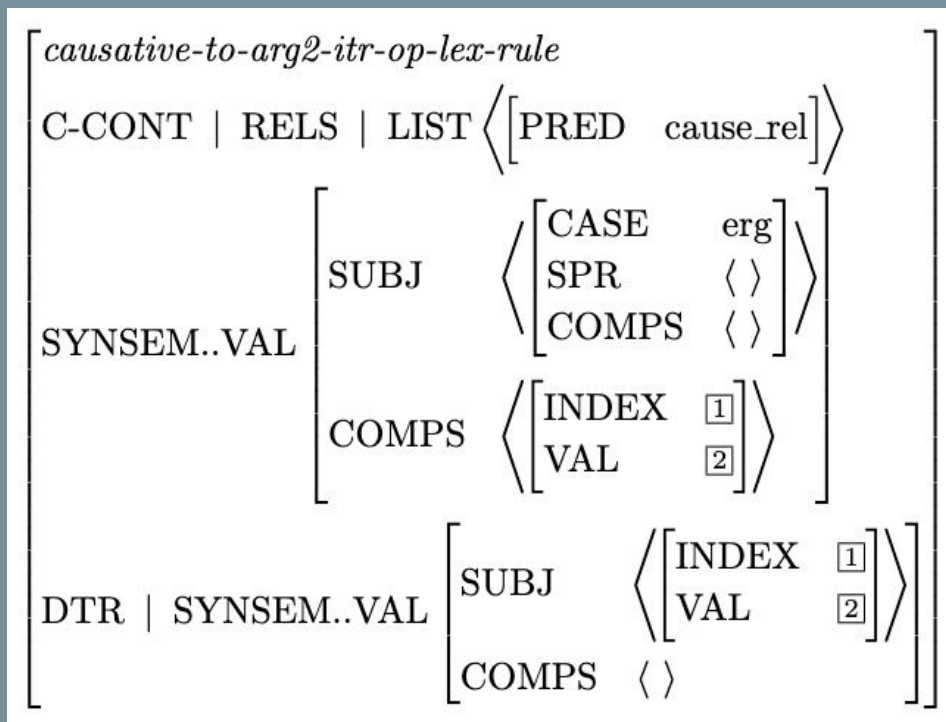 causative-to-arg2-itr-op-lex-rule
C-CONT | RELS | LIST ⟨[PRED cause_rel]⟩
CASE erg
SUBJ ⟨[SPR ⟨ ⟩]⟩
COMPS ⟨ ⟩
SYNSEM..VAL
INDEX 1
COMPS ⟨[VAL 2]⟩
INDEX 1
SUBJ ⟨[VAL 2]⟩
DTR | SYNSEM..VAL
COMPS ⟨ ⟩